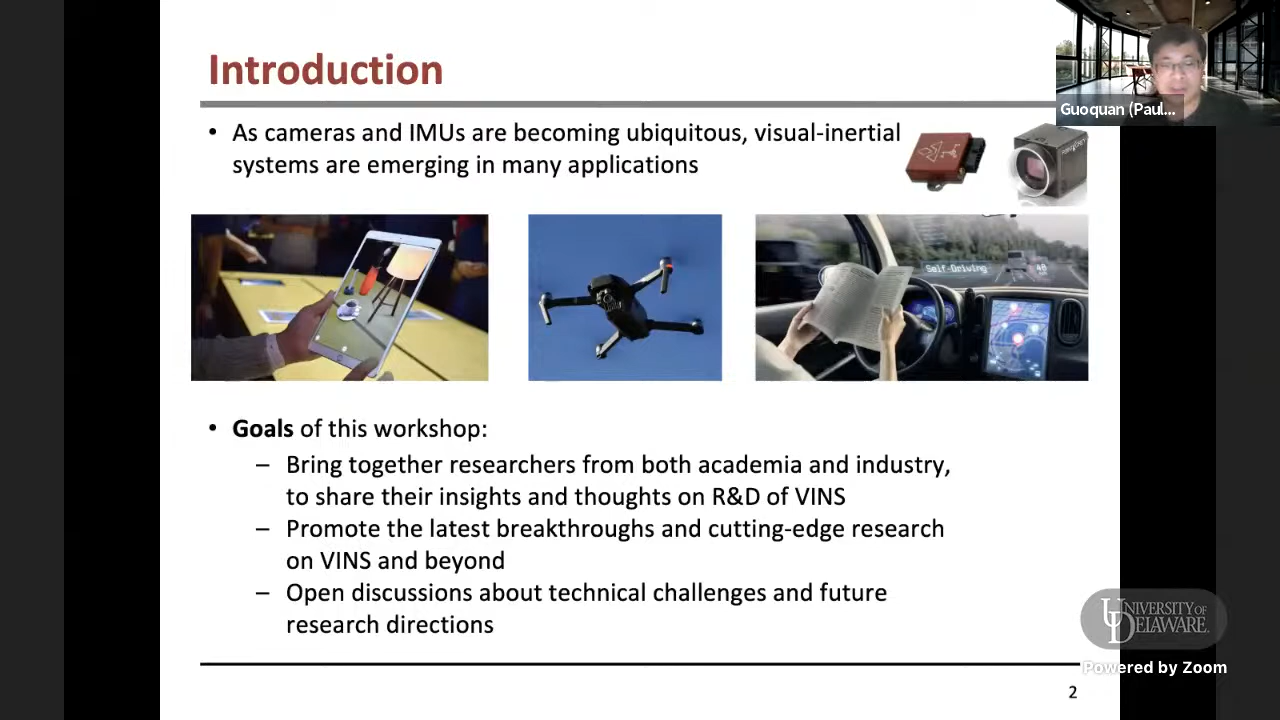 Introduction
Guoquan (Paul...
• As cameras and IMUs are becoming ubiquitous, visual-inertial
systems are emerging in many applications
Self-Driving
48
• Goals of this workshop:
– Bring together researchers from both academia and industry,
to share their insights and thoughts on R&D of VINS
– Promote the latest breakthroughs and cutting-edge research
on VINS and beyond
– Open discussions about technical challenges and future
research directions
UNIVERSITY OF
DELAWARE.
Powered by Zoom
2